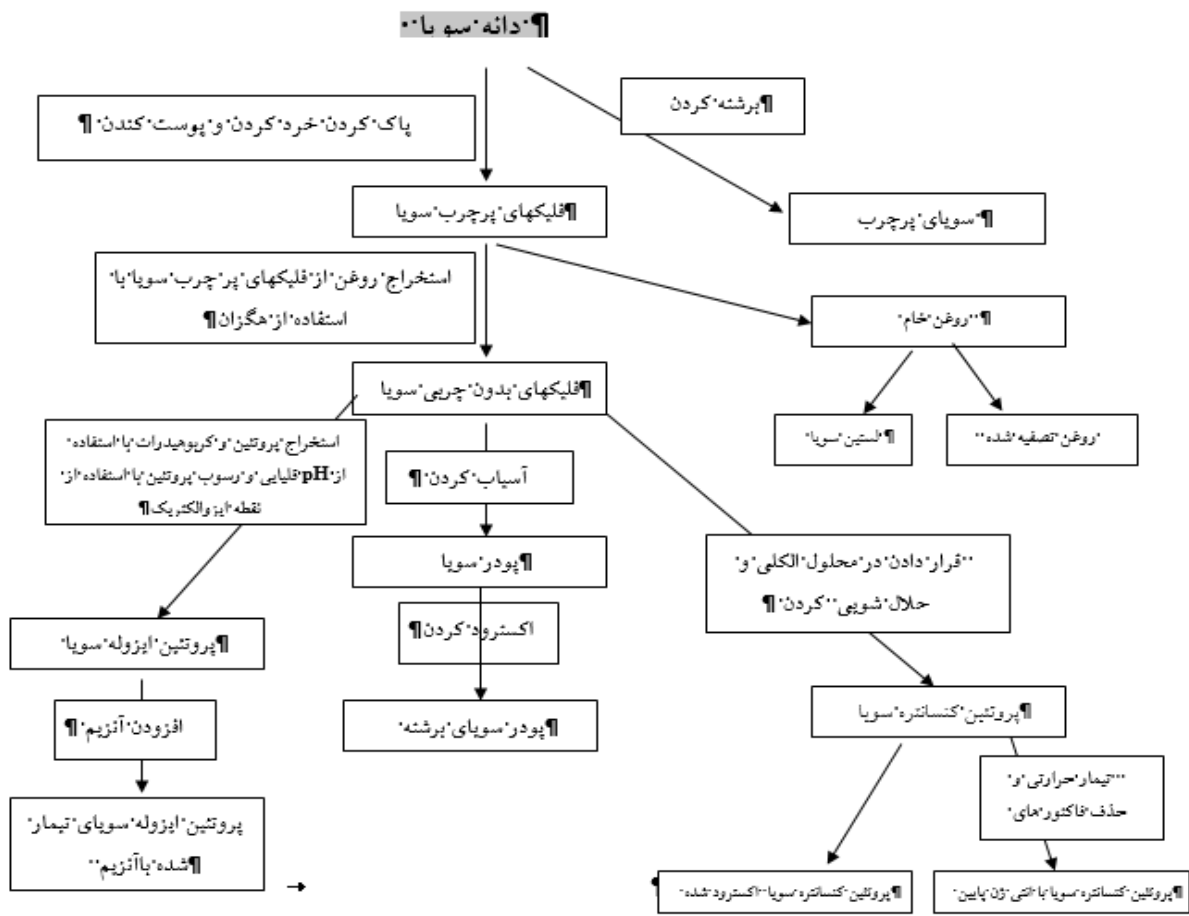 ¶ دانه سویا
¶برشته کردن
پاک کردن خرد کردن و پوست کندن ¶
¶فلیکهای پرچرب سویا
¶ سویای پرچرب
استخراج روغن از فلیکهای پر چرب سویا با
استفاده از هگزان¶
¶ روغن خام
¶فلیکهای بدون چربی سویا
¶ لستین سویا
روغن تصفیه شده
استخراج پروتئین و کربوهیدرات با استفاده
از pH قلیایی و رسوب پروتئین با استفاده از
نقطه ایزوالکتریک¶
آسیاب کردن ¶
¶پودر سویا
قرار دادن در محلول الکلی و
حلال شویی کردن ¶
اکسترود کردن¶
¶پروتئین ایزوله سویا
¶پروتئین کنسانتره سویا
افزودن آنزیم ¶
¶پودر سویای برشته
تیمار حرارتی و
حذف فاکتور های
پروتئین ایزوله سویای تیمار
¶شده باآنزیم
¶
¶پروتئین کنسانتره سویا اکسترود شده
¶پروتئین کنسانتره سویا با انتی ژن پایین